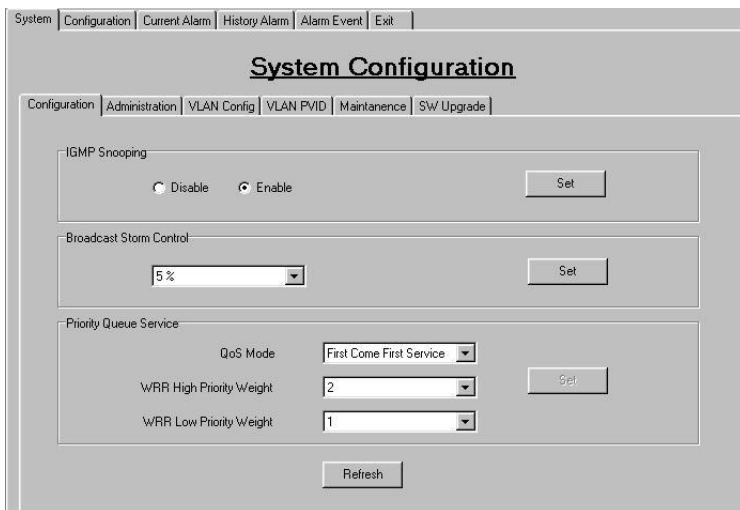 System Configuration Current Alarm History Alarm Alarm Event Exit
System Configuration
Configuration Administration VLAN Config VLAN PVID Maintanence SW Upgrade
IGMP Snooping
Disable Enable Set
Broadcast Storm Control
5 % Set
Priority Queue Service
QoS Mode First Come First Service
WRR High Priority Weight 2 Set
WRR Low Priority Weight 1
Refresh